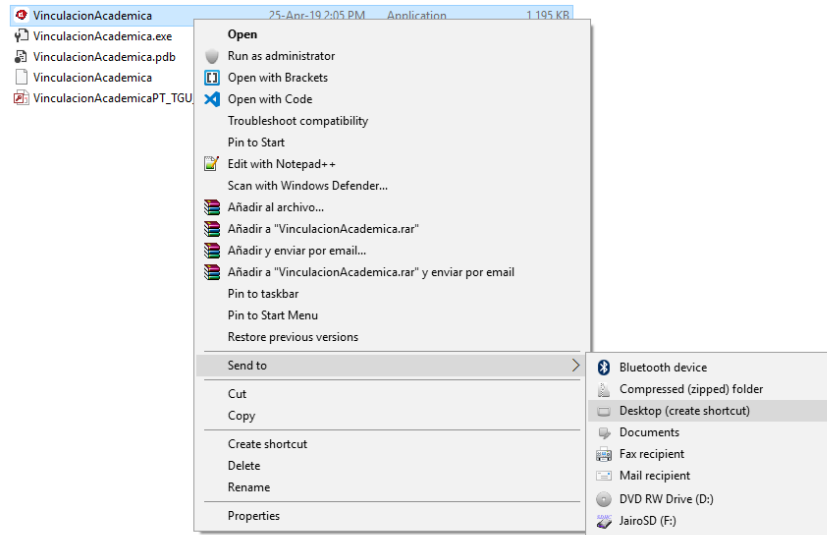 VinculacionAcademica 25-Apr-19 2:05 PM Application 1,195 KB
VinculacionAcademica.exe
VinculacionAcademica.pdb
VinculacionAcademica
VinculacionAcademicaPT_TGU_
Open
Run as administrator
Open with Brackets
Open with Code
Troubleshoot compatibility
Pin to Start
Edit with Notepad++
Scan with Windows Defender...
Añadir al archivo...
Añadir a "VinculacionAcademica.rar"
Añadir y enviar por email...
Añadir a "VinculacionAcademica.rar" y enviar por email
Pin to taskbar
Pin to Start Menu
Restore previous versions
Send to
Cut
Copy
Create shortcut
Delete
Rename
Properties
Bluetooth device
Compressed (zipped) folder
Desktop (create shortcut)
Documents
Fax recipient
Mail recipient
DVD RW Drive (D:)
JairoSD (F:)